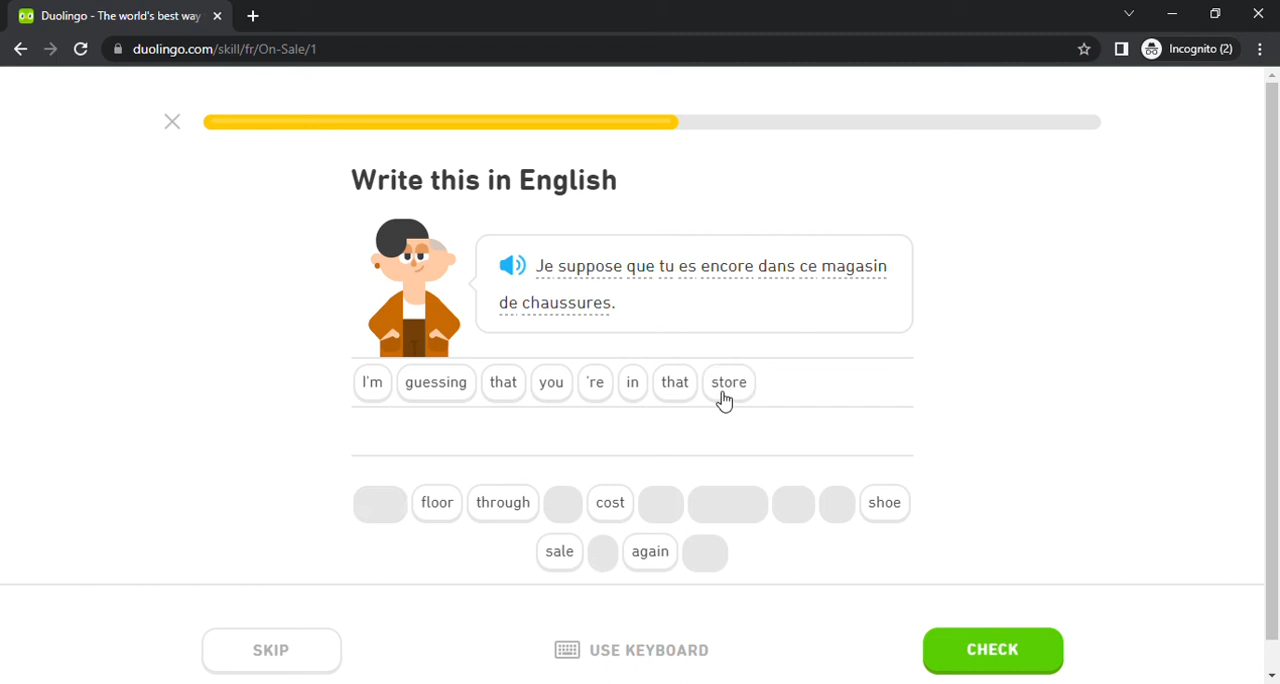 Duolingo - The world's best way
duolingo.com/skill/fr/On-Sale/1
Incognito (2)
Write this in English
Je suppose que tu es encore dans ce magasin
de chaussures.
I'm guessing that you 're in that store
floor through cost shoe
sale again
SKIP USE KEYBOARD CHECK